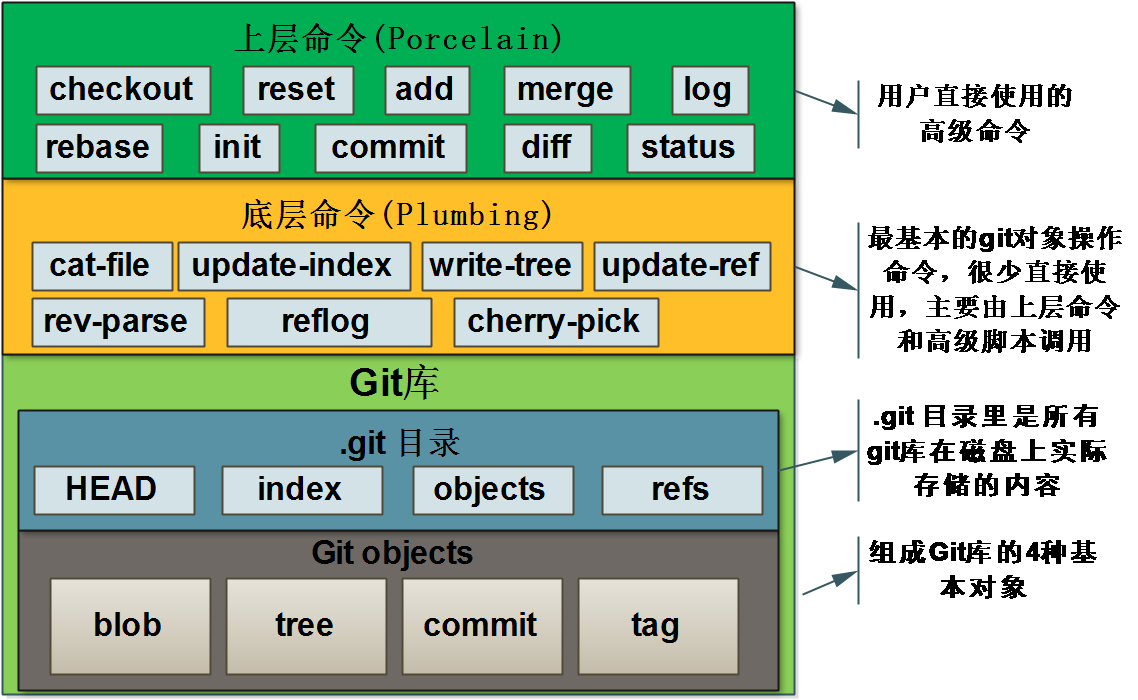 上层命令(Porcelain)
checkout reset add merge log
rebase init commit diff status
用户直接使用的
高级命令
底层命令(Plumbing)
cat-file update-index write-tree update-ref
rev-parse reflog cherry-pick
最基本的git对象操作
命令，很少直接使
用，主要由上层命令
和高级脚本调用
Git库
.git 目录
HEAD index objects refs
.git 目录里是所有
git库在磁盘上实际
存储的内容
Git objects
blob tree commit tag
组成Git库的4种基
本对象